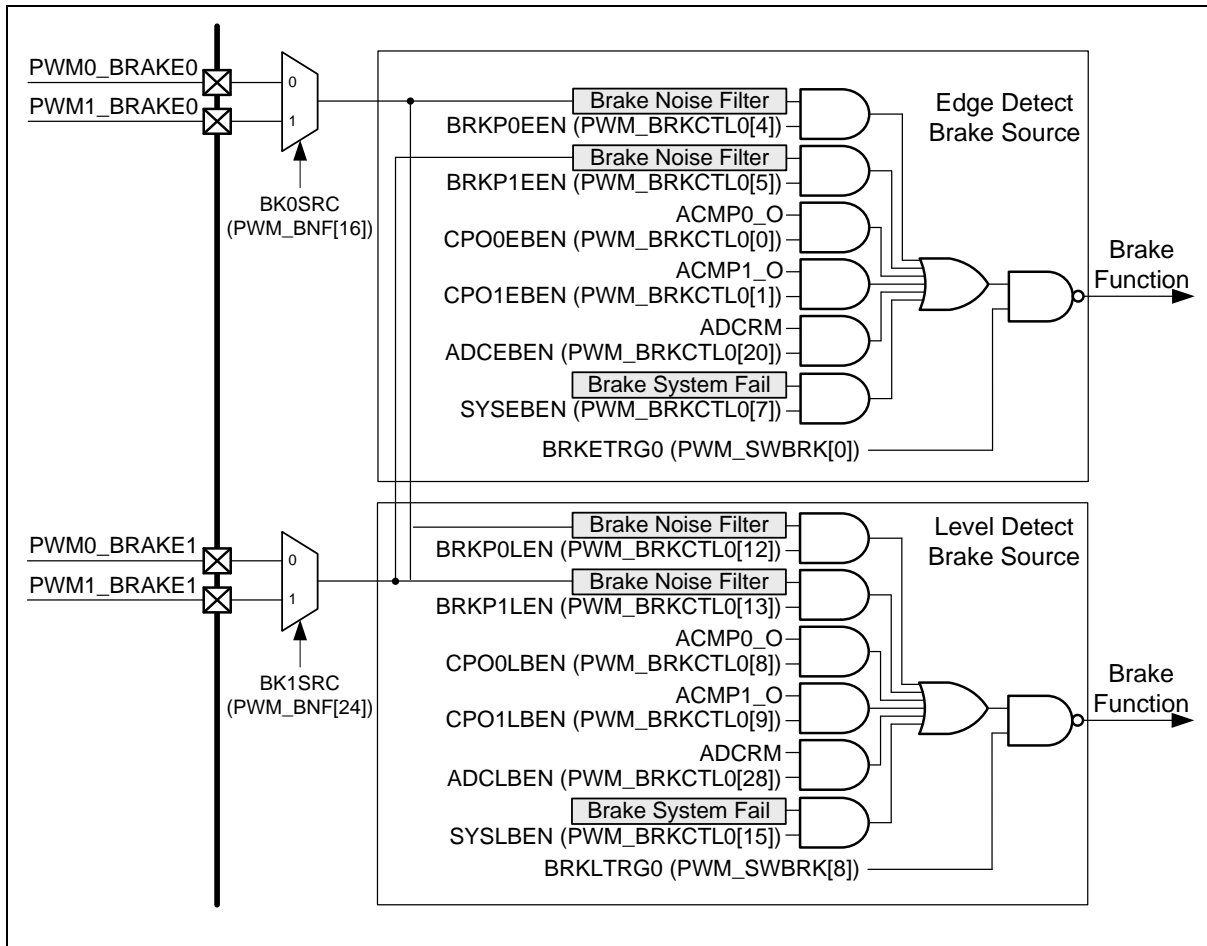 PWM0_BRAKE0
PWM1_BRAKE0
0
1
BK0SRC
(PWM_BNF[16])
Edge Detect
Brake Source
Brake Noise Filter
BRKP0EEN (PWM_BRKCTL0[4])
Brake Noise Filter
BRKP1EEN (PWM_BRKCTL0[5])
ACMP0_O
CPO0EBEN (PWM_BRKCTL0[0])
ACMP1_O
CPO1EBEN (PWM_BRKCTL0[1])
ADCRM
ADCEBEN (PWM_BRKCTL0[20])
Brake System Fail
SYSEBEN (PWM_BRKCTL0[7])
BRKETRG0 (PWM_SWBRK[0])
Brake
Function
PWM0_BRAKE1
PWM1_BRAKE1
0
1
BK1SRC
(PWM_BNF[24])
Level Detect
Brake Source
Brake Noise Filter
BRKP0LEN (PWM_BRKCTL0[12])
Brake Noise Filter
BRKP1LEN (PWM_BRKCTL0[13])
ACMP0_O
CPO0LBEN (PWM_BRKCTL0[8])
ACMP1_O
CPO1LBEN (PWM_BRKCTL0[9])
ADCRM
ADCLBEN (PWM_BRKCTL0[28])
Brake System Fail
SYSLBEN (PWM_BRKCTL0[15])
BRKLTRG0 (PWM_SWBRK[8])
Brake
Function